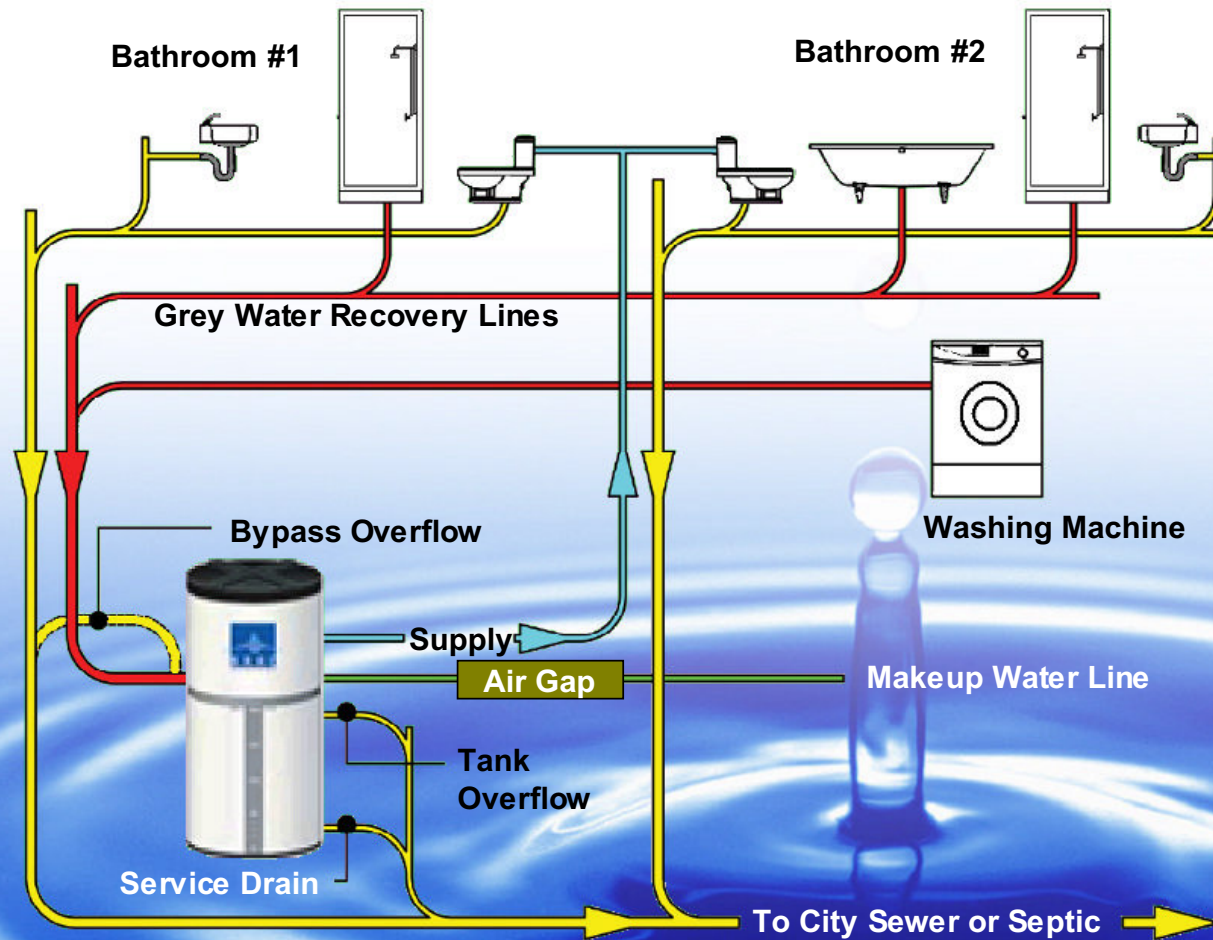 Bathroom #1
Bathroom #2
Grey Water Recovery Lines
Bypass Overflow
Washing Machine
Supply
Air Gap
Makeup Water Line
Tank
Overflow
Service Drain
To City Sewer or Septic